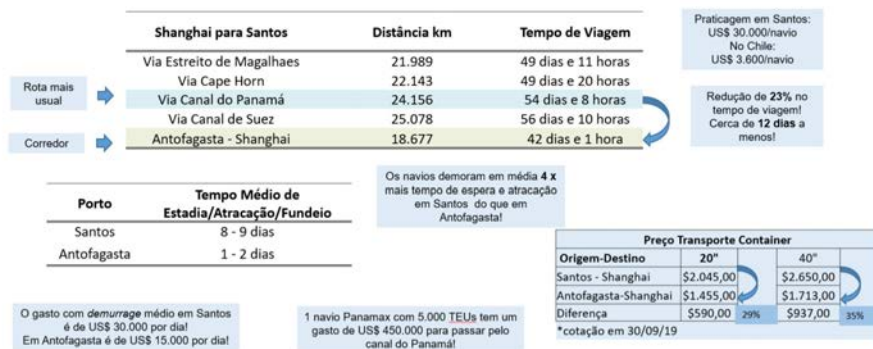 Shanghai para Santos Distância km Tempo de Viagem
Via Estreito de Magalhaes 21.989 49 dias e 11 horas
Via Cape Horn 22.143 49 dias e 20 horas
Via Canal do Panamá 24.156 54 dias e 8 horas
Via Canal de Suez 25.078 56 dias e 10 horas
Antofagasta - Shanghai 18.677 42 dias e 1 hora
Rota mais
usual
Corredor
Praticagem em Santos:
US$ 30.000/navio
No Chile:
US$ 3.600/navio
Redução de 23% no
tempo de viagem!
Cerca de 12 dias a
menos!
Porto Tempo Médio de
Estadia/Atracação/Fundeio
Santos 8 - 9 dias
Antofagasta 1 - 2 dias
Os navios demoram em média 4 x
mais tempo de espera e atracação
em Santos do que em
Antofagasta!
Preço Transporte Container
Origem-Destino 20" 40"
Santos - Shanghai $2.045,00 $2.650,00
Antofagasta-Shanghai $1.455,00 $1.713,00
Diferença $590,00 29% $937,00 35%
*cotação em 30/09/19
O gasto com demurrage médio em Santos
é de US$ 30.000 por dia!
Em Antofagasta é de US$ 15.000 por dia!
1 navio Panamax com 5.000 TEUs tem um
gasto de US$ 450.000 para passar pelo
canal do Panamá!